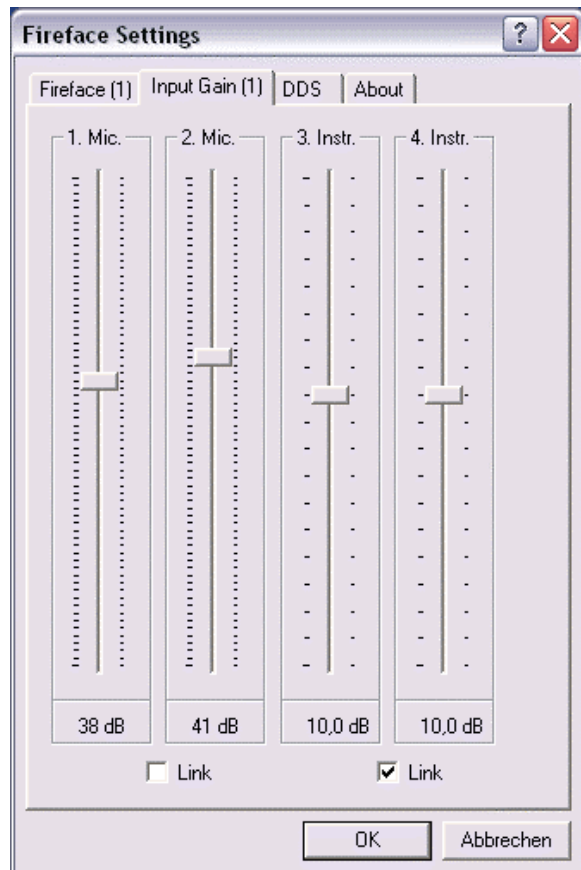 Fireface Settings
Fireface (1) Input Gain (1) DDS About
1. Mic. 2. Mic. 3. Instr. 4. Instr.
38 dB 41 dB 10,0 dB 10,0 dB
Link Link
OK Abbrechen